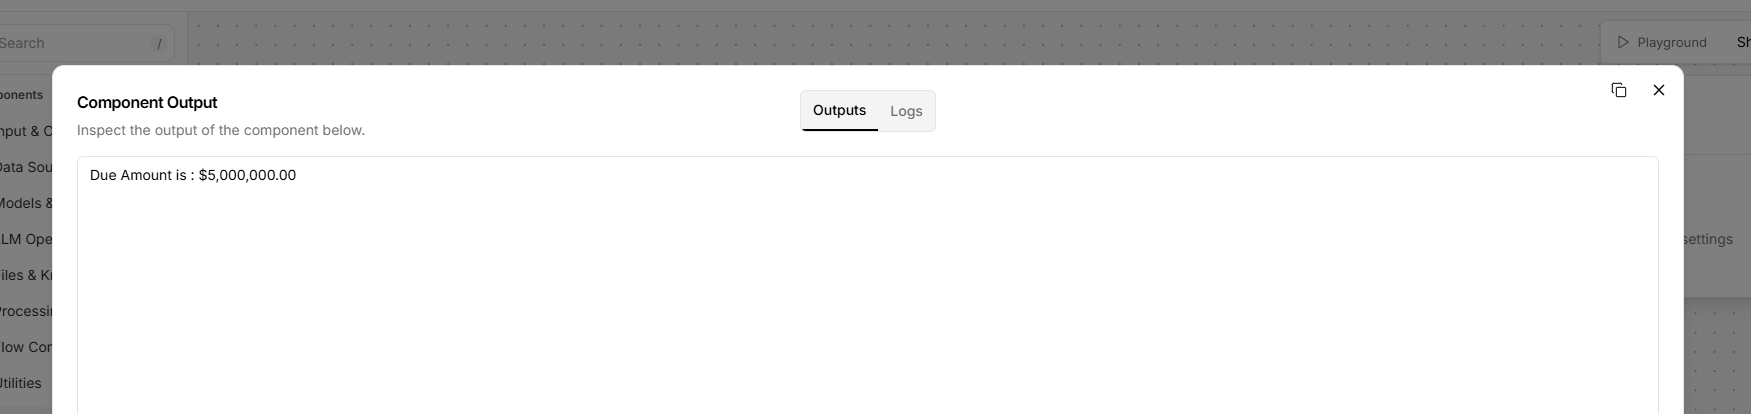 Search
/
Playground
Component Output
Inspect the output of the component below.
Outputs
Logs
Due Amount is : $5,000,000.00
settings
Utilities